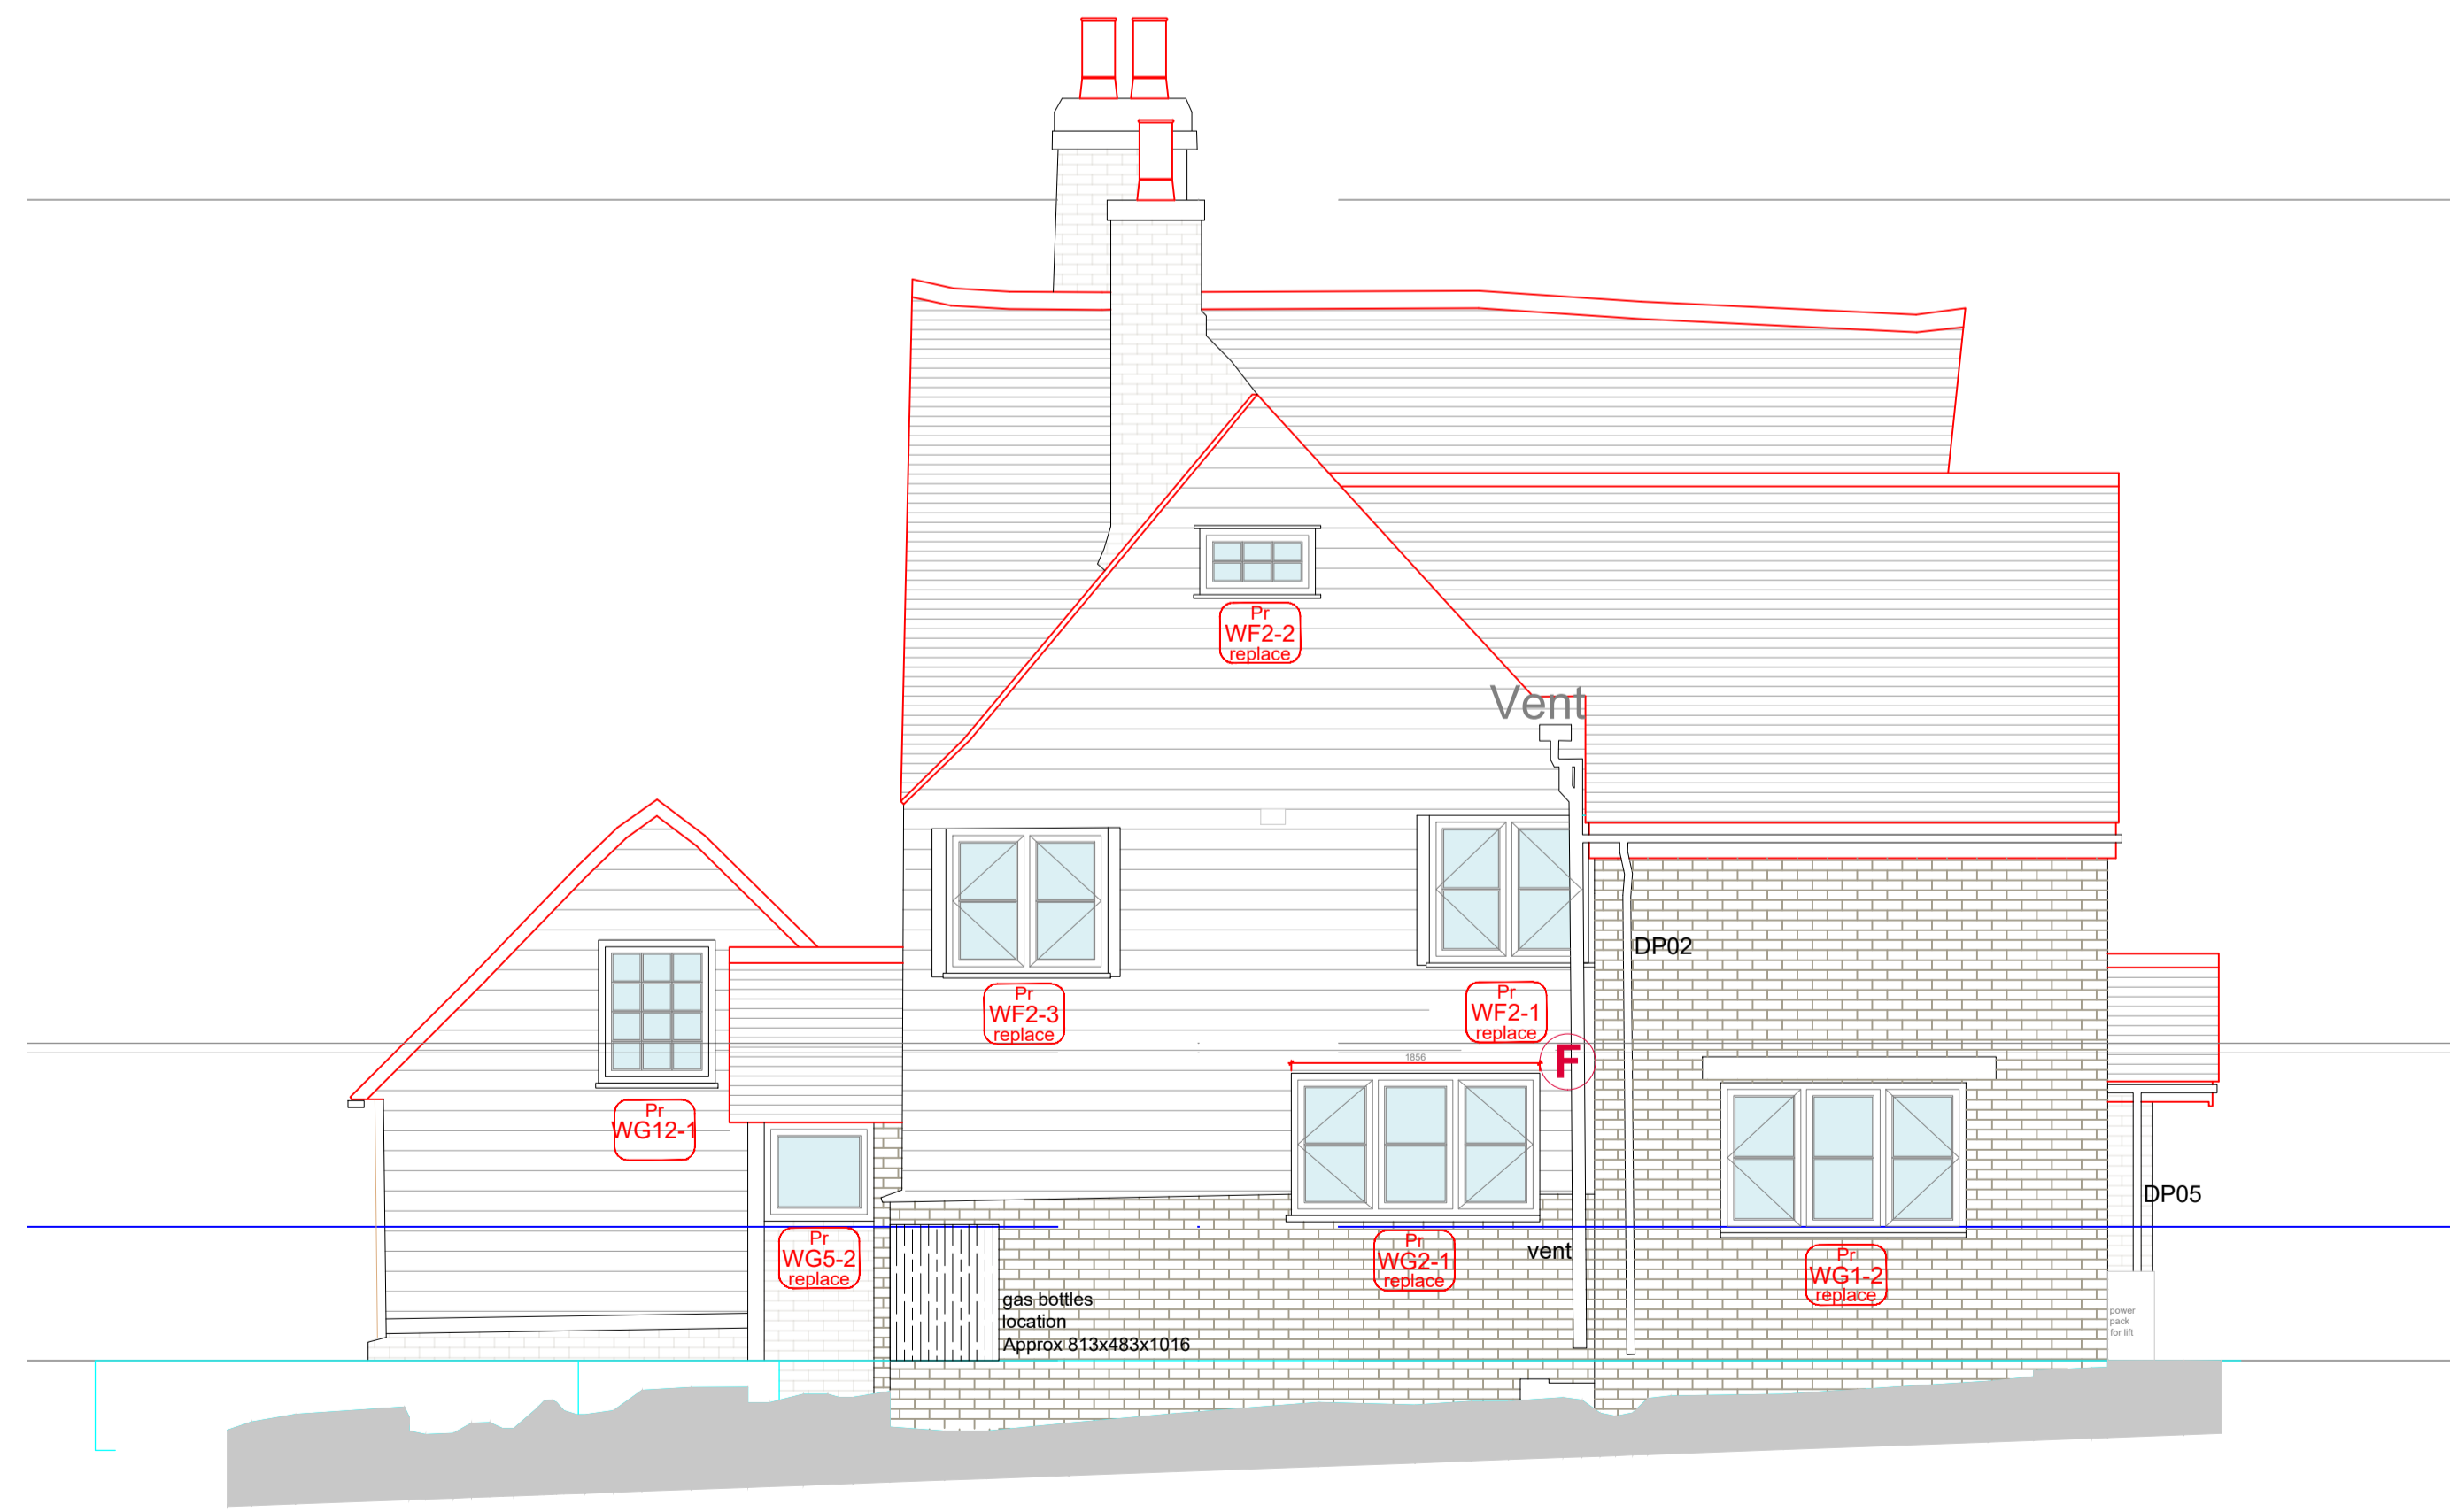 Pr
WF2-2
replace
Vent
DP02
Pr
WF2-3
replace
Pr
WF2-1
replace
1856
F
Pr
WG12-1
DP05
Pr
WG5-2
replace
Pr
WG2-1
replace
vent
Pr
WG1-2
replace
gas bottles
location
Approx 813x483x1016
power
pack
for lift